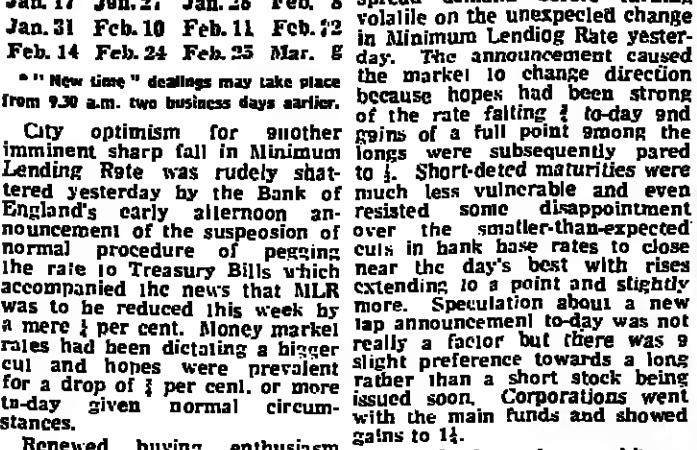 Jan. 17 Jan. 27 Jan. 28 Feb. 8
Jan. 31 Feb. 10 Feb. 11 Feb. 22
Feb. 14 Feb. 24 Feb. 25 Mar. 8
* "New time" dealings may take place
from 9.30 a.m. two business days earlier.
City optimism for another
imminent sharp fall in Minimum
Lending Rate was rudely shat-
tered yesterday by the Bank of
England's early afternoon an-
nouncement of the suspension of
normal procedure of pegging
the rate to Treasury Bills which
accompanied the news that MLR
was to be reduced this week by
a mere ¼ per cent. Money market
rates had been dictating a bigger
cut and hopes were prevalent
for a drop of ¾ per cent. or more
to-day given normal circum-
stances.
Renewed buying enthusiasm
spread demand before turning
volatile on the unexpected change
in Minimum Lending Rate yester-
day. The announcement caused
the market to change direction
because hopes had been strong
of the rate falling ¾ to-day and
gains of a full point among the
longs were subsequently pared
to ½. Short-dated maturities were
much less vulnerable and even
resisted some disappointment
over the smaller-than-expected
cuts in bank base rates to close
near the day's best with rises
extending to a point and slightly
more. Speculation about a new
tap announcement to-day was not
really a factor but there was a
slight preference towards a long
rather than a short stock being
issued soon. Corporations went
with the main funds and showed
gains to 1¼.